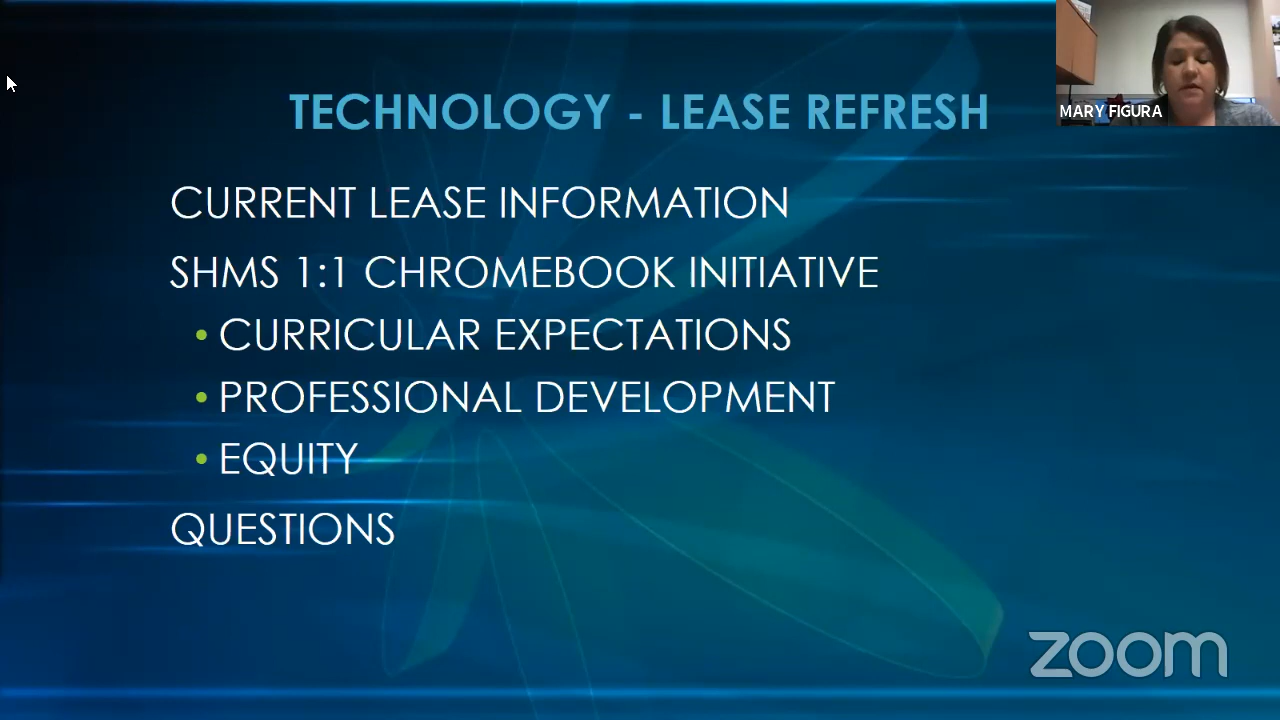 TECHNOLOGY - LEASE REFRESH
MARY FIGURA
CURRENT LEASE INFORMATION
SHMS 1:1 CHROMEBOOK INITIATIVE
• CURRICULAR EXPECTATIONS
• PROFESSIONAL DEVELOPMENT
• EQUITY
QUESTIONS
zoom